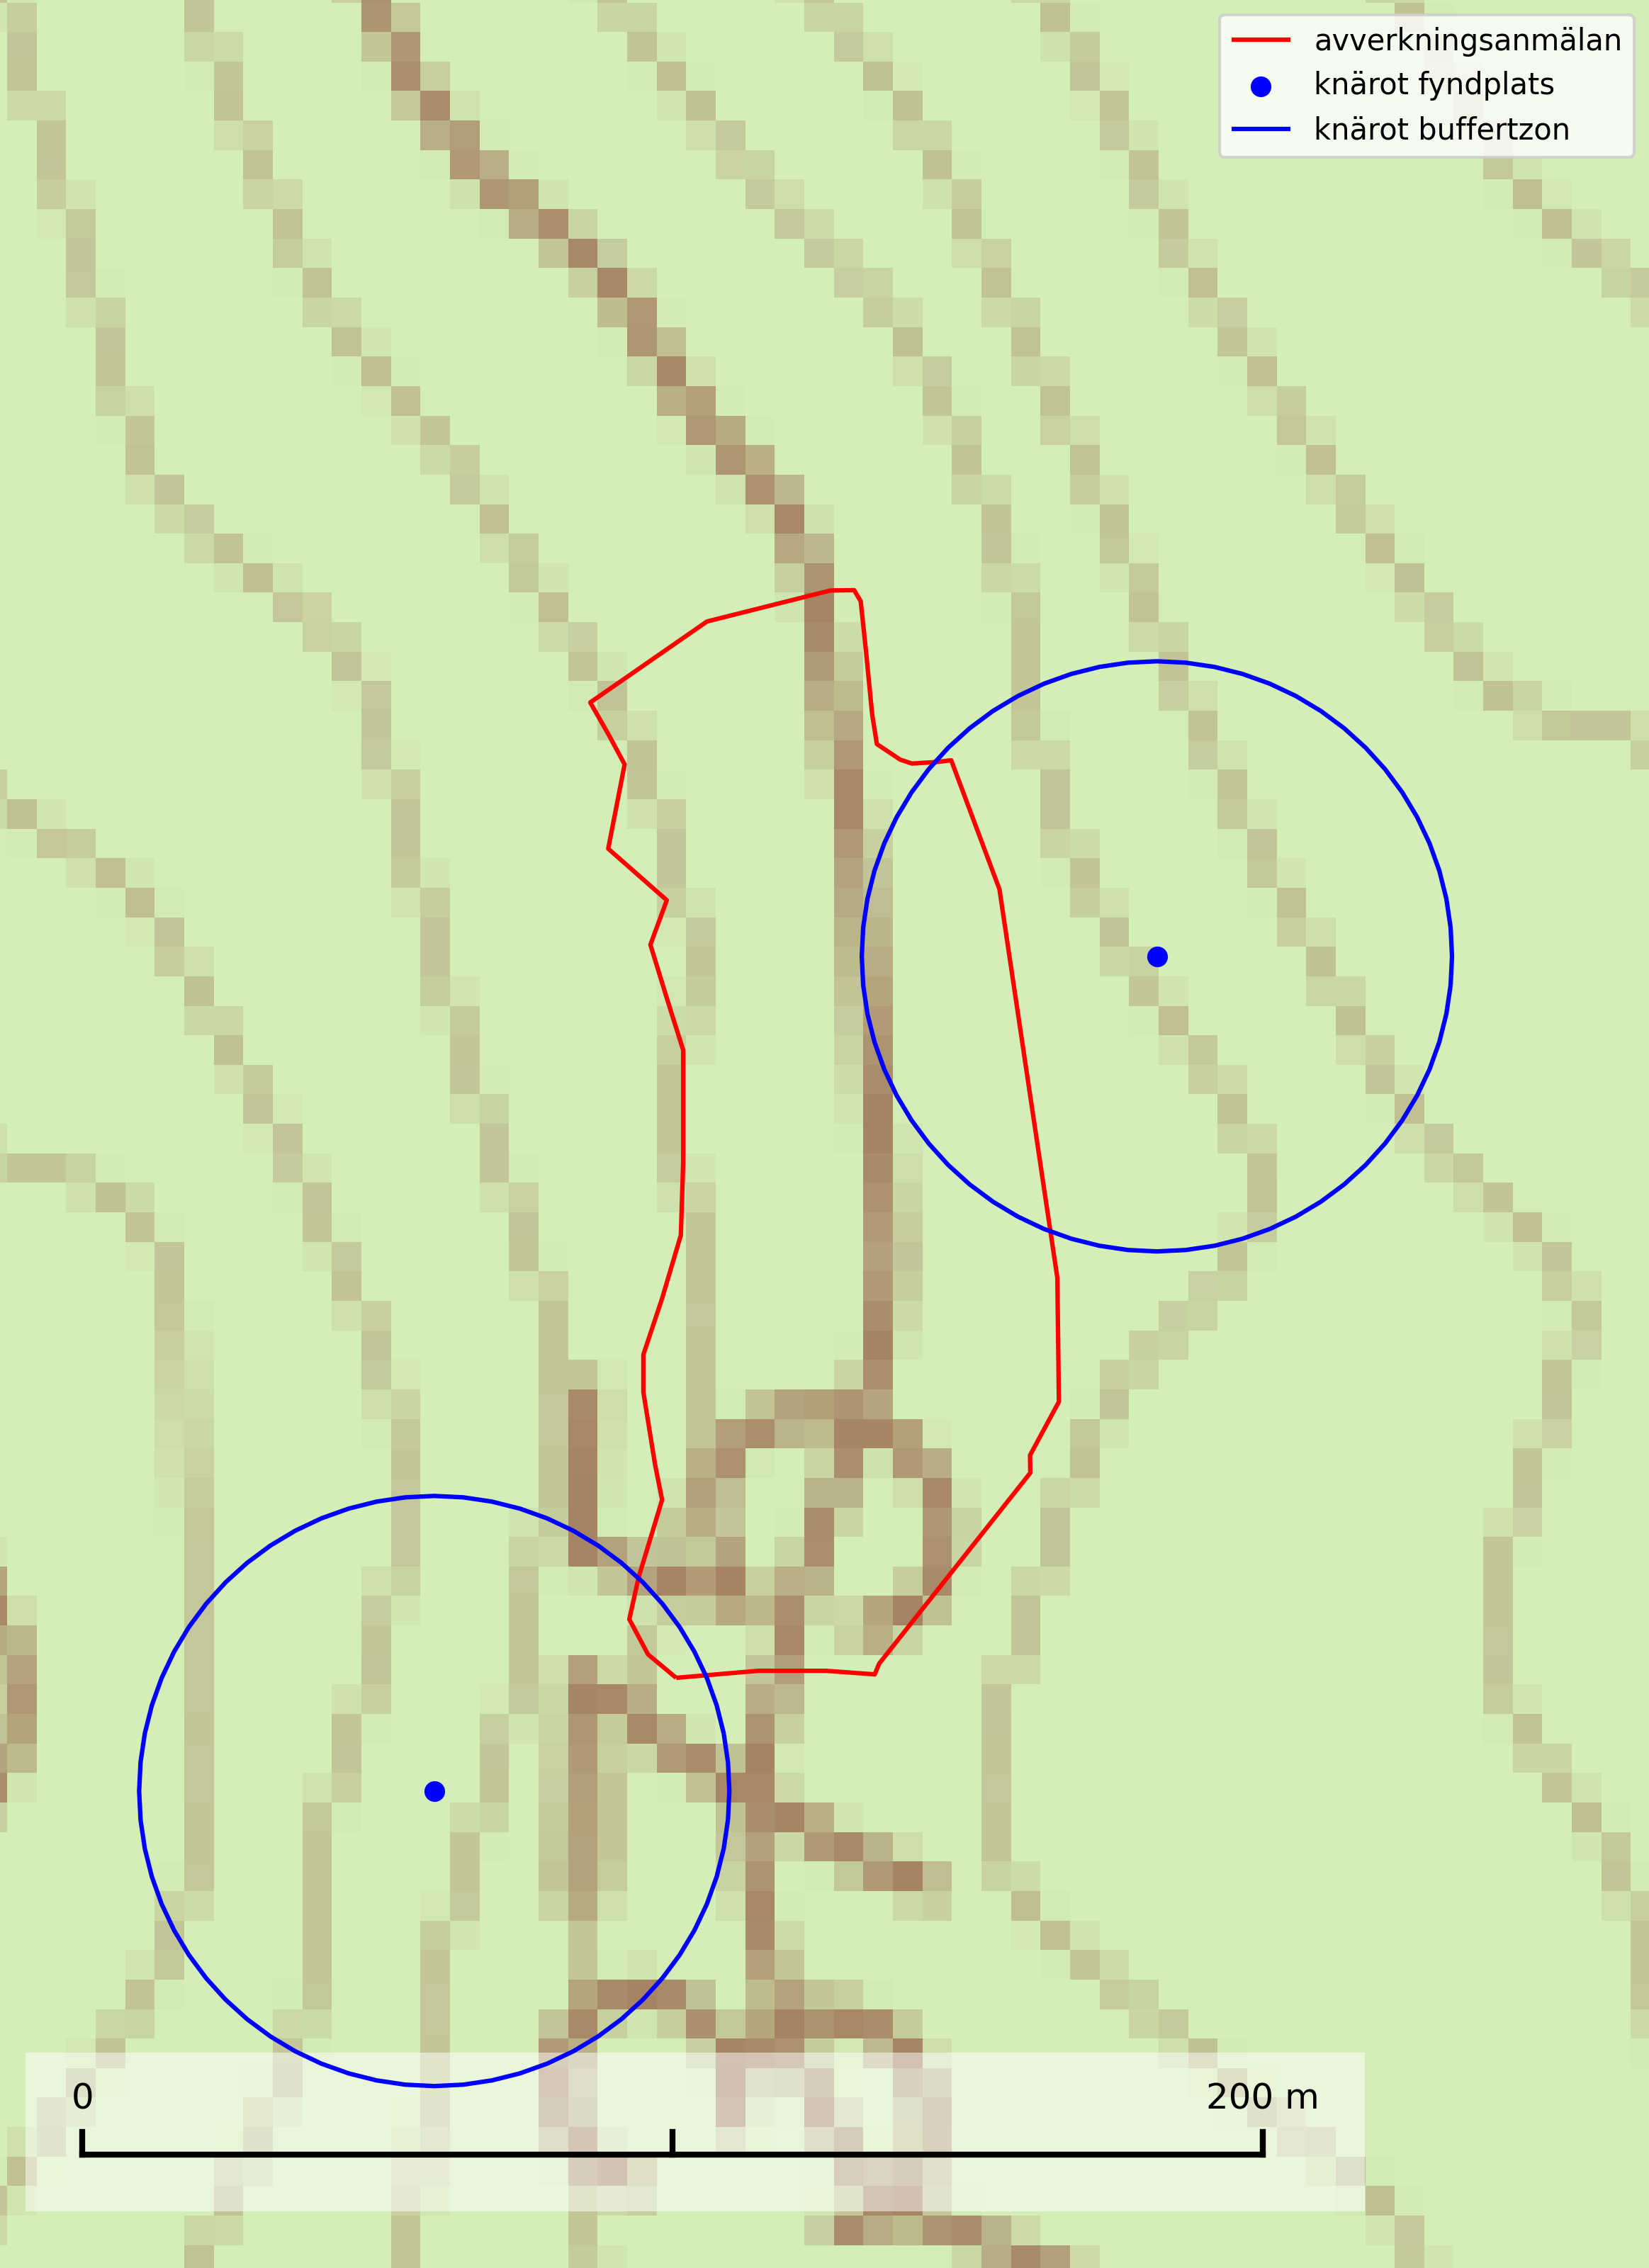 avverkningsanmälan
knärot fyndplats
knärot buffertzon
0
200 m